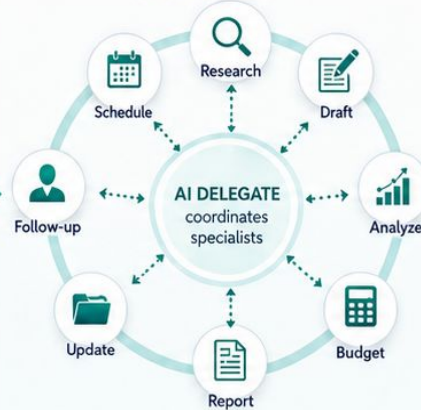 Research
Schedule
Draft
AI DELEGATE
coordinates
specialists
Follow-up
Analyze
Update
Budget
Report